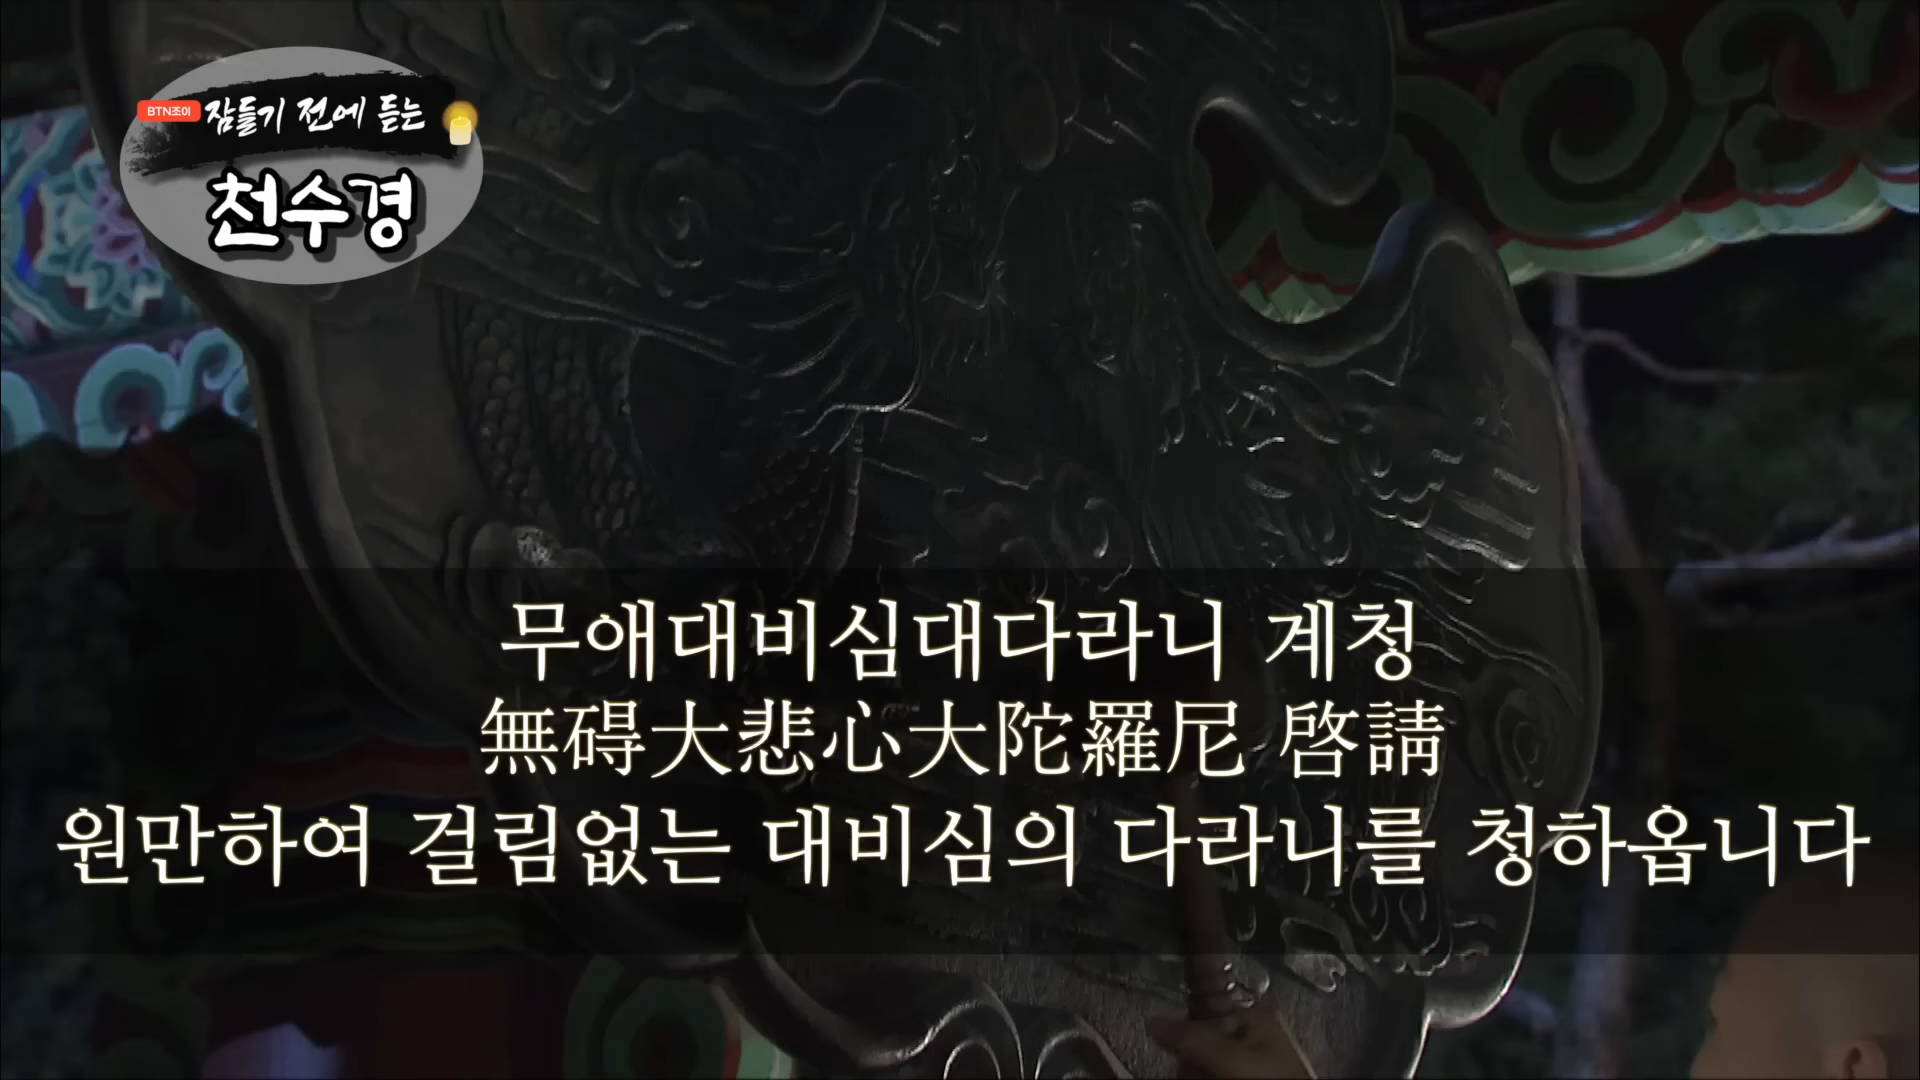 BTN조이
잠들기 전에 듣는
천수경
무애대비심대다라니 계청
無碍大悲心大陀羅尼 啓請
원만하여 걸림없는 대비심의 다라니를 청하옵니다